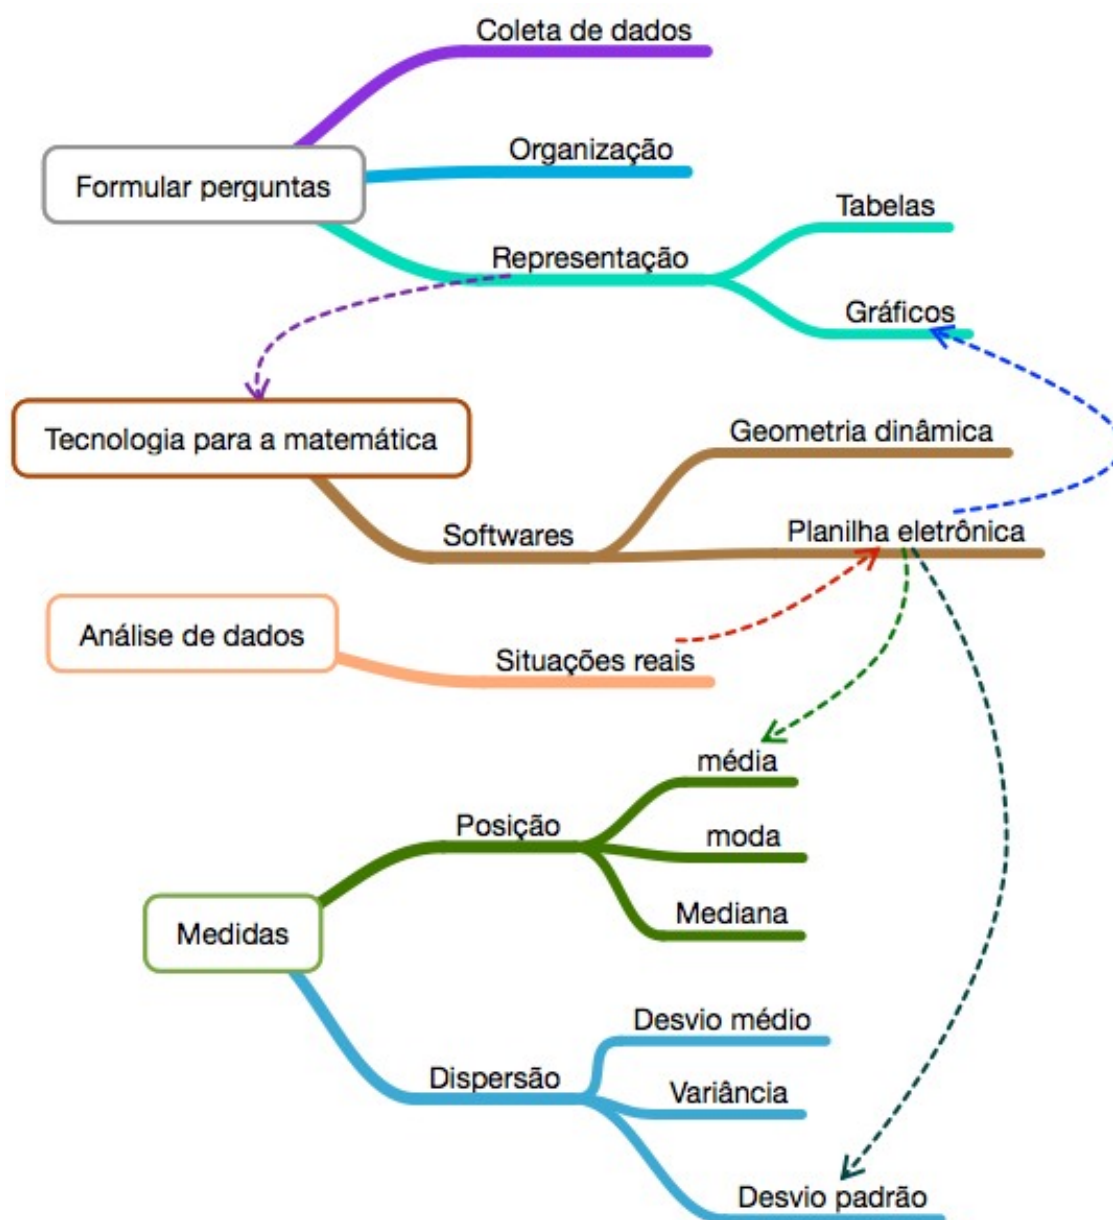 Coleta de dados
Organização
Formular perguntas
Tabelas
Representação
Gráficos
Tecnologia para a matemática
Geometria dinâmica
Softwares
Planilha eletrônica
Análise de dados
Situações reais
média
Posição
moda
Mediana
Medidas
Desvio médio
Dispersão
Variância
Desvio padrão